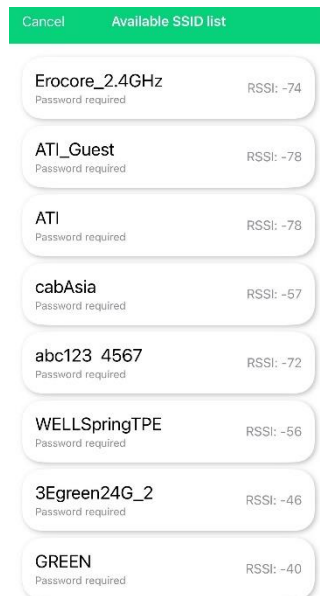 Cancel Available SSID list
Erocore_2.4GHz
Password required
RSSI: -74
ATI_Guest
Password required
RSSI: -78
ATI
Password required
RSSI: -78
cabAsia
Password required
RSSI: -57
abc123 4567
Password required
RSSI: -72
WELLSpringTPE
Password required
RSSI: -56
3Egreen24G_2
Password required
RSSI: -46
GREEN
Password required
RSSI: -40